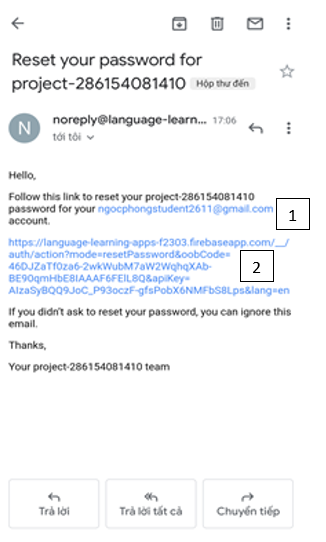 Reset your password for
project-286154081410 Hộp thư đến
N
noreply@language-learn... 17:06
tới tôi
Hello,
Follow this link to reset your project-286154081410
password for your ngocphongstudent2611@gmail.com
account.
1
https://language-learning-apps-f2303.firebaseapp.com/__/
auth/action?mode=resetPassword&oobCode=
46DJZaTf0za6-2wkWubM7aW2WqhqXAb-
BE90qmHbE8IAAAF6FEIL8Q&apiKey=
AIzaSyBQQ9JoC_P93oczF-gfsPobX6NMFbS8Lps&lang=en
2
If you didn't ask to reset your password, you can ignore this
email.
Thanks,
Your project-286154081410 team
Trả lời
Trả lời tất cả
Chuyển tiếp